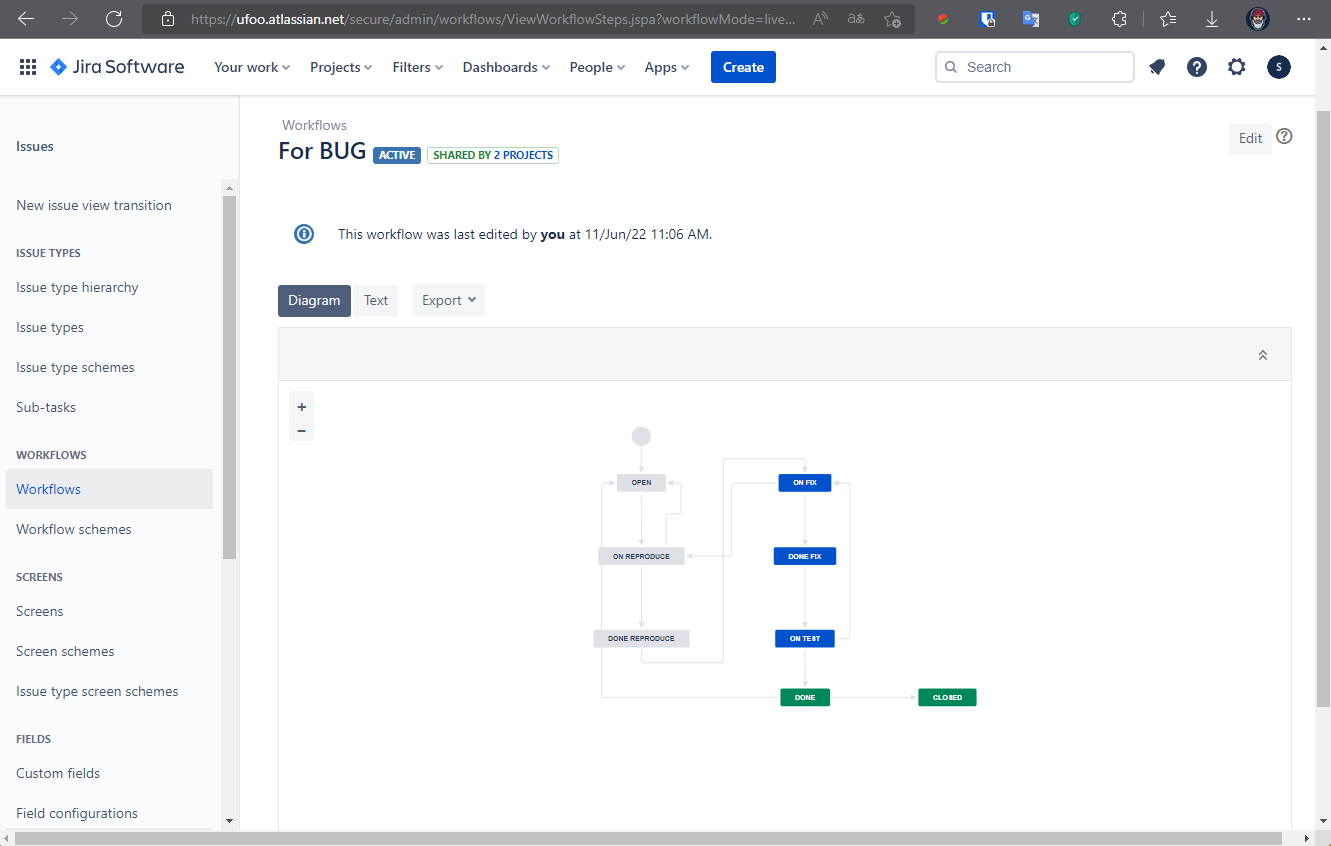 https://ufoo.atlassian.net/secure/admin/workflows/ViewWorkflowSteps.jspa?workflowMode=live...
Jira Software
Your work
Projects
Filters
Dashboards
People
Apps
Create
Search
S
Issues
New issue view transition
ISSUE TYPES
Issue type hierarchy
Issue types
Issue type schemes
Sub-tasks
WORKFLOWS
Workflows
Workflow schemes
SCREENS
Screens
Screen schemes
Issue type screen schemes
FIELDS
Custom fields
Field configurations
Workflows
For BUG ACTIVE SHARED BY 2 PROJECTS
Edit
This workflow was last edited by you at 11/Jun/22 11:06 AM.
Diagram Text Export
+
−
OPEN
ON FIX
ON REPRODUCE
DONE FIX
DONE REPRODUCE
ON TEST
DONE
CLOSED